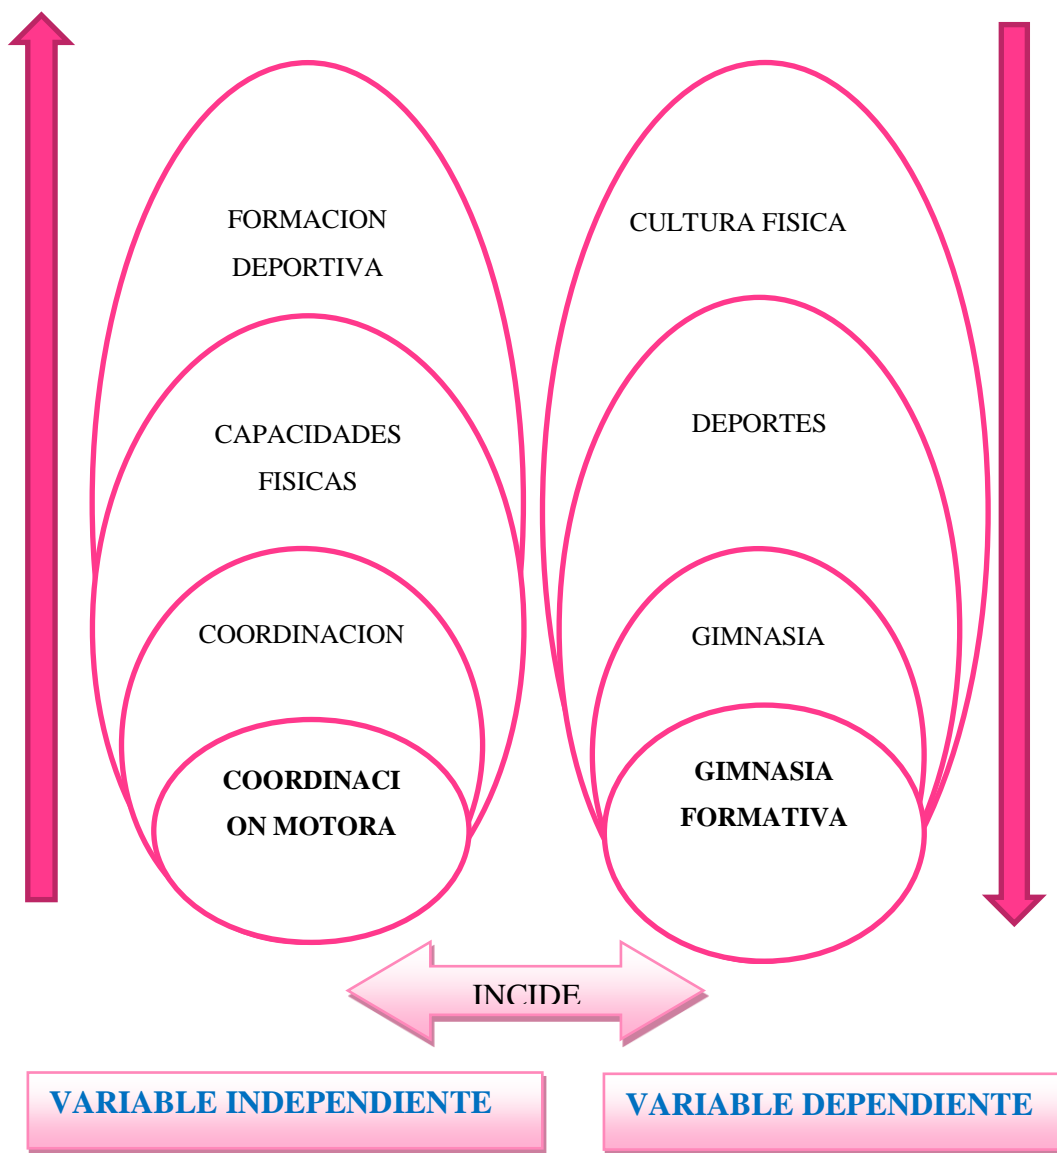 FORMACION
DEPORTIVA
CAPACIDADES
FISICAS
COORDINACION
COORDINACI
ON MOTORA
CULTURA FISICA
DEPORTES
GIMNASIA
GIMNASIA
FORMATIVA
INCIDE
VARIABLE INDEPENDIENTE
VARIABLE DEPENDIENTE